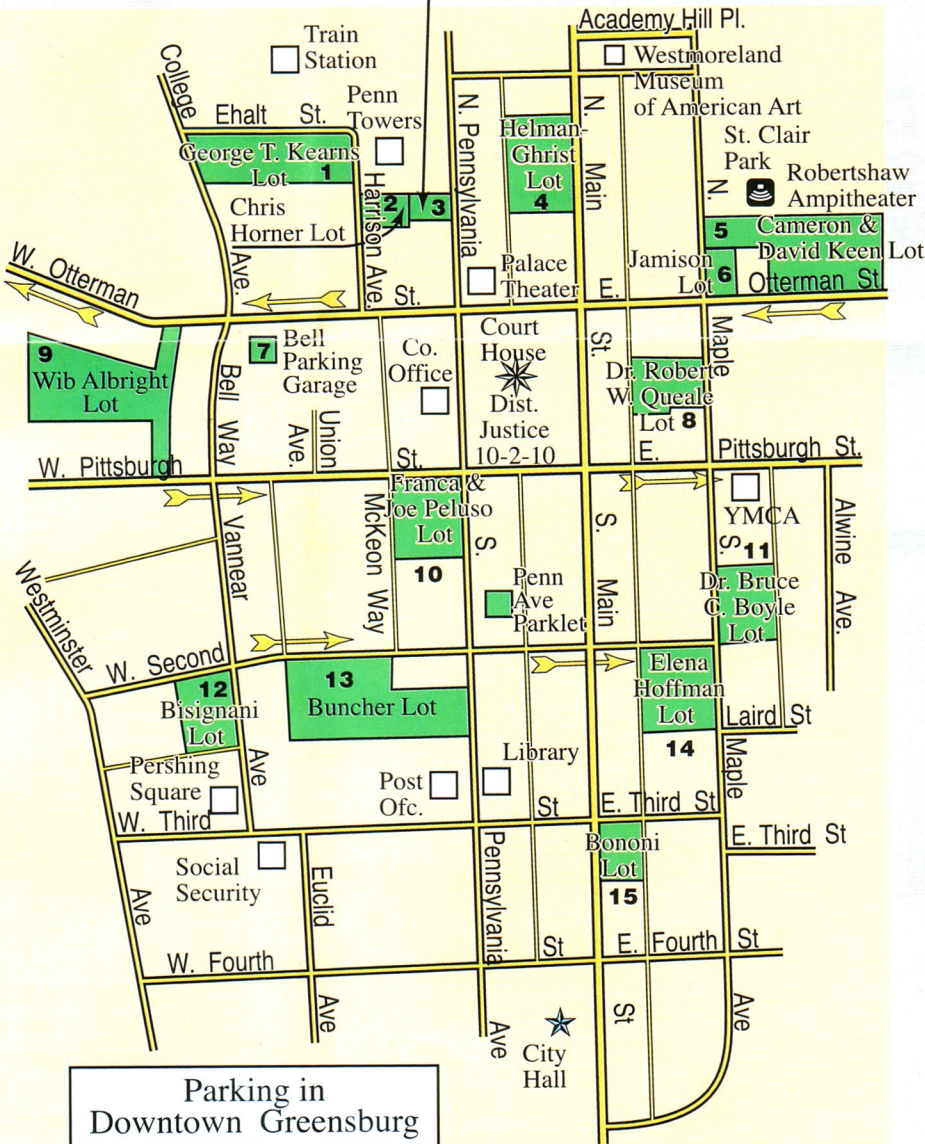 Academy Hill Pl.
Train
Station
Westmoreland
Museum
of American Art
College
Penn
Towers
Ehalt St.
N. Pennsylvania
Helman-
Ghrist
Lot
4
N. Main
St. Clair
Park
George T. Kearns
Lot 1
Robertshaw
Ampitheater
N.
Harrison Ave.
2
3
Chris
Horner Lot
5
Cameron &
David Keen Lot
Jamison
Lot
6
W. Otterman
Ave.
St.
Palace
Theater
E.
Otterman St.
9
Wib Albright
Lot
7
Bell
Parking
Garage
Co.
Office
Court
House
Dist.
Justice
10-2-10
St.
Dr. Robert
W. Queale
Lot 8
Maple
Bell Way
Union
Ave.
W. Pittsburgh
St.
E.
Pittsburgh St.
Franca &
Joe Peluso
Lot
10
YMCA
11
Vannear
McKeon Way
S.
S. Main
S.
Dr. Bruce
C. Boyle
Lot
Alwine Ave.
Penn
Ave
Parklet
Westminster
W. Second
12
Bisignani
Lot
13
Buncher Lot
Elena
Hoffman
Lot
14
Laird St
Maple
Pershing
Square
Ave
Post
Ofc.
Library
W. Third
St
E. Third St
E. Third St
Social
Security
Euclid
Pennsylvania
Bononi
Lot
15
Ave
W. Fourth
St
E. Fourth St
Ave
Ave
City
Hall
St
Ave
Parking in
Downtown Greensburg